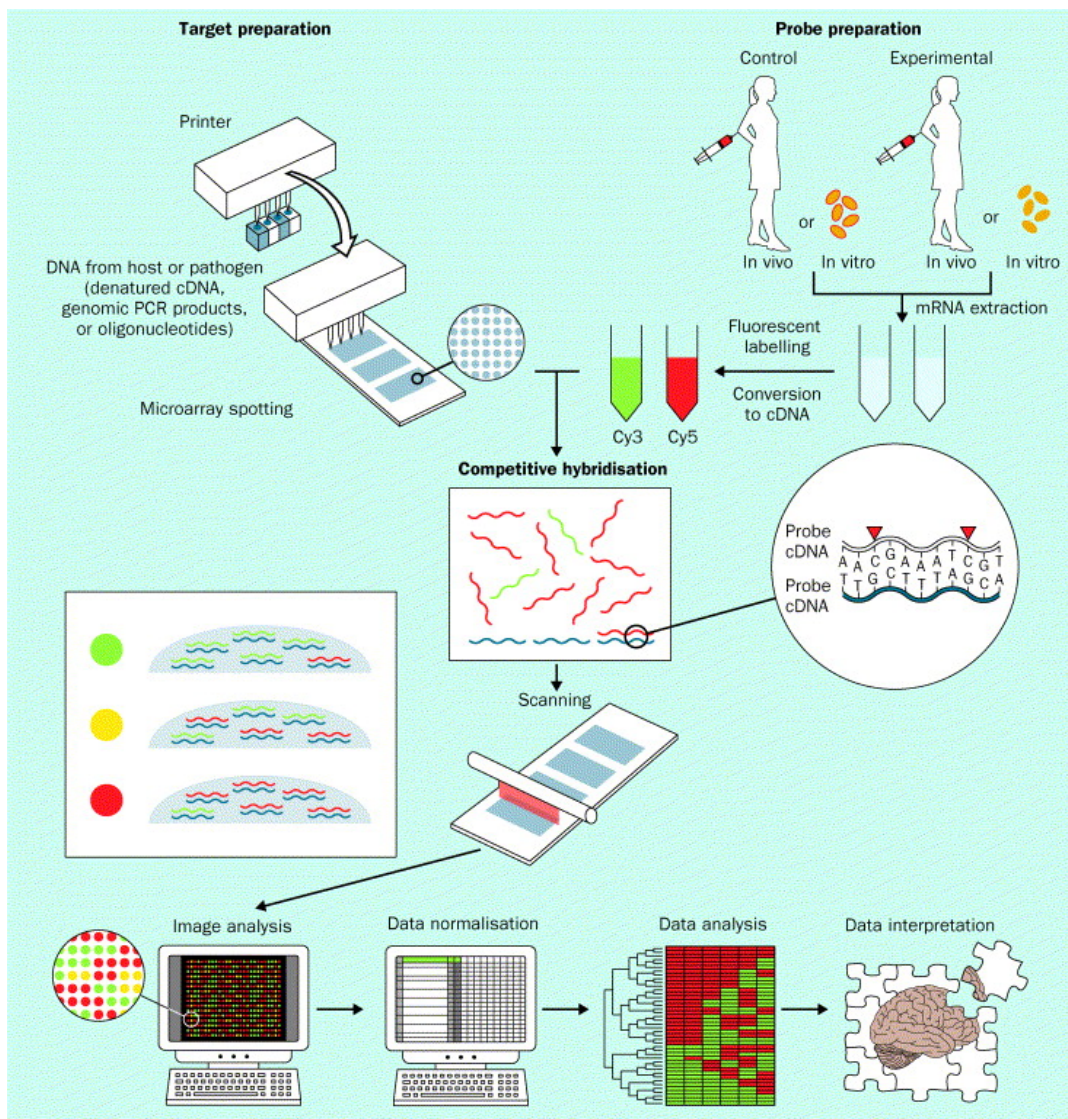 Target preparation
Printer
DNA from host or pathogen
(denatured cDNA,
genomic PCR products,
or oligonucleotides)
Microarray spotting
Probe preparation
Control
Experimental
or
or
In vivo
In vitro
In vivo
In vitro
mRNA extraction
Fluorescent
labelling
Conversion
to cDNA
Cy3
Cy5
Competitive hybridisation
Probe
cDNA
A A C G A A A T C G T
T T G C T T T A G C A
Probe
cDNA
Scanning
Image analysis
Data normalisation
Data analysis
Data interpretation